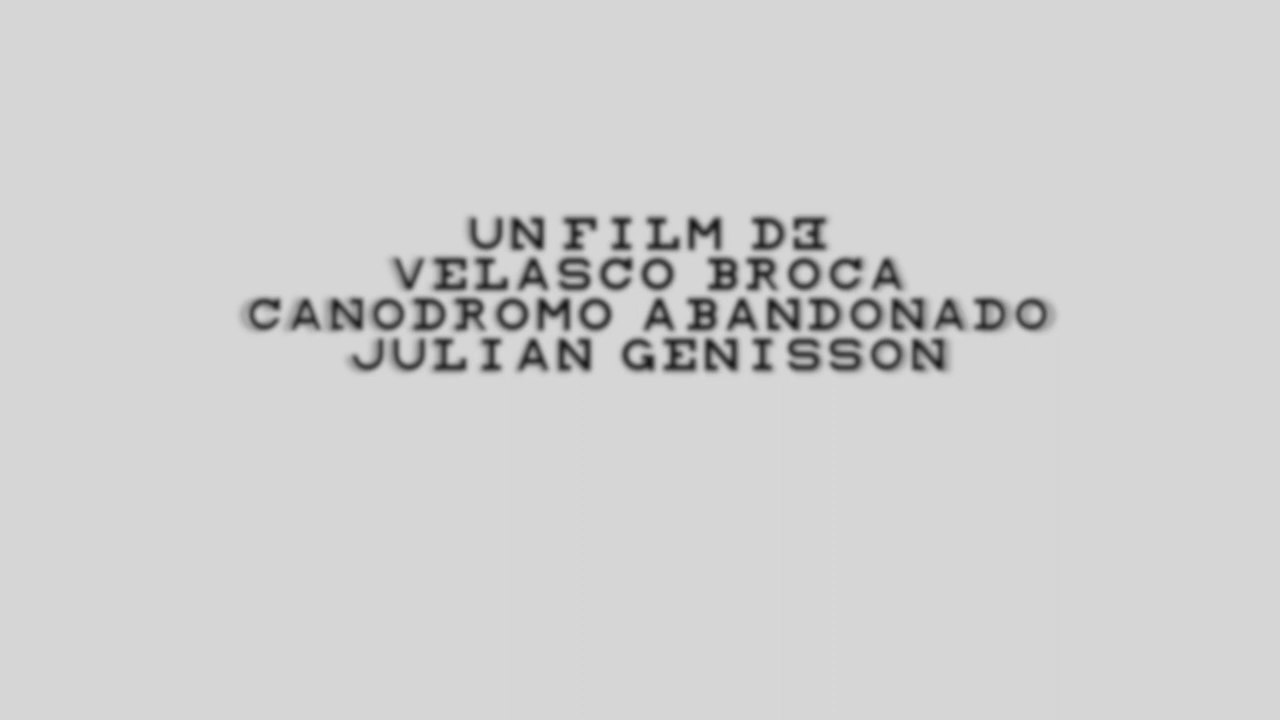 UN FILM DE
VELASCO BROCA
CANODROMO ABANDONADO
JULIAN GENISSON